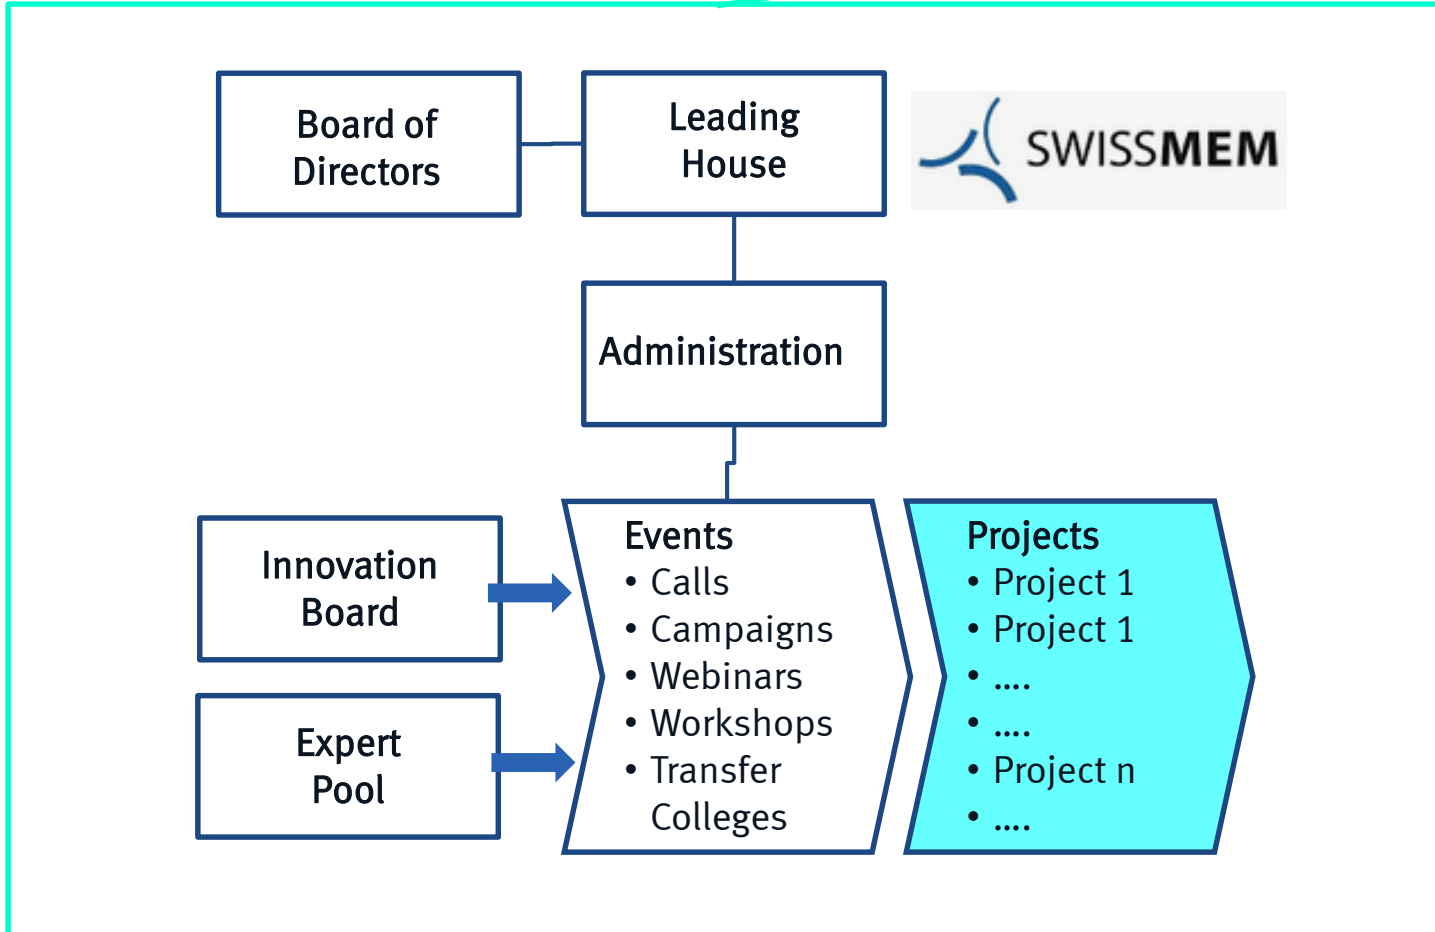 Board of
Directors
Leading
House
SWISSMEM
Administration
Innovation
Board
Expert
Pool
Events
• Calls
• Campaigns
• Webinars
• Workshops
• Transfer
Colleges
Projects
• Project 1
• Project 1
• ....
• ....
• Project n
• ....